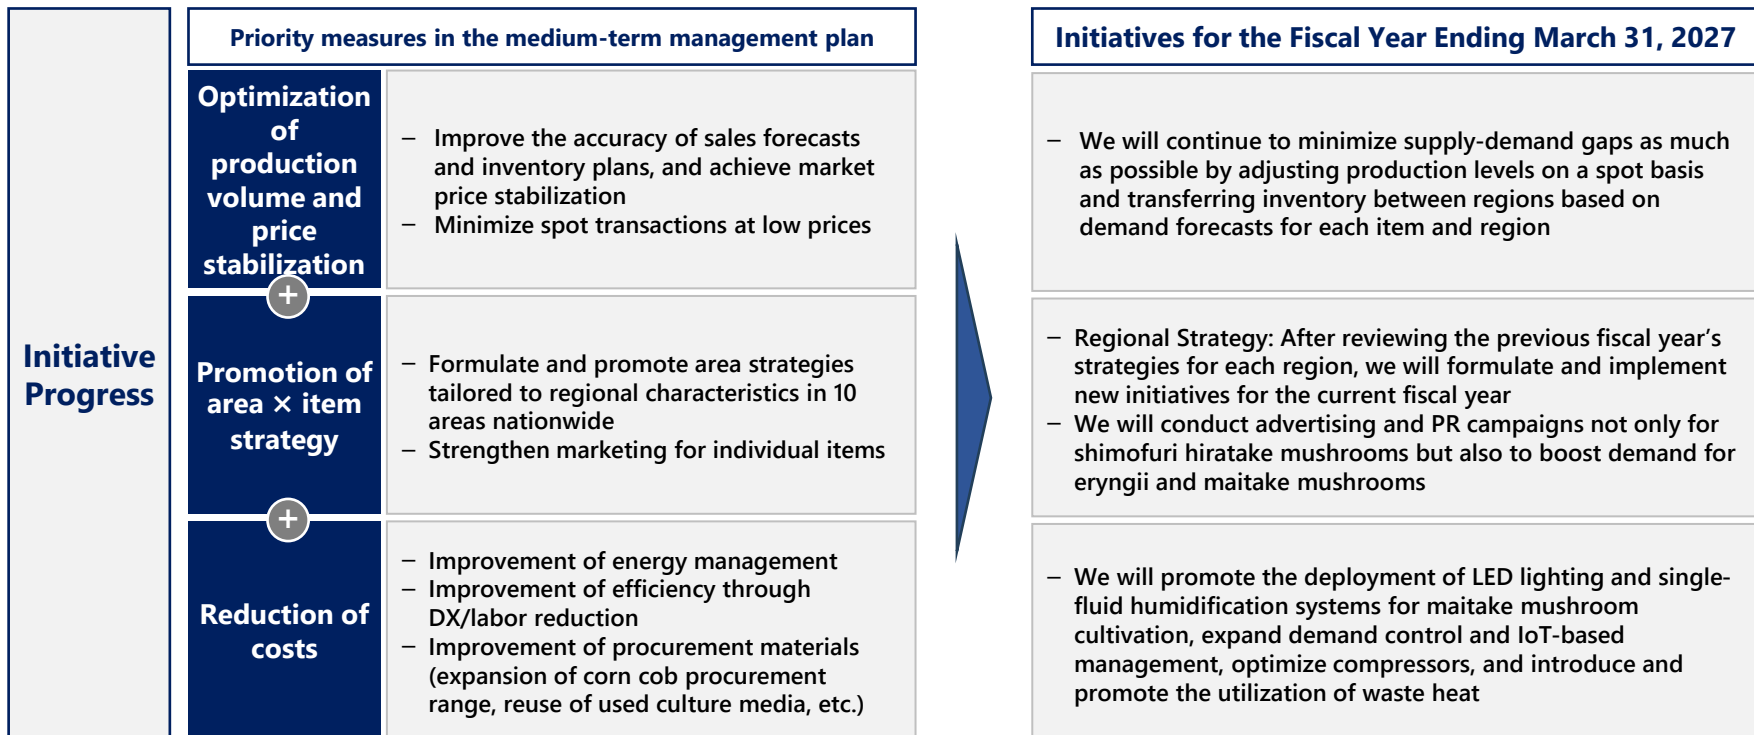 Initiative
Progress
Priority measures in the medium-term management plan
Initiatives for the Fiscal Year Ending March 31, 2027
Optimization
of
production
volume and
price
stabilization
– Improve the accuracy of sales forecasts
and inventory plans, and achieve market
price stabilization
– Minimize spot transactions at low prices
– We will continue to minimize supply-demand gaps as much
as possible by adjusting production levels on a spot basis
and transferring inventory between regions based on
demand forecasts for each item and region
+
Promotion of
area × item
strategy
– Formulate and promote area strategies
tailored to regional characteristics in 10
areas nationwide
– Strengthen marketing for individual items
– Regional Strategy: After reviewing the previous fiscal year’s
strategies for each region, we will formulate and implement
new initiatives for the current fiscal year
– We will conduct advertising and PR campaigns not only for
shimofuri hiratake mushrooms but also to boost demand for
eryngii and maitake mushrooms
+
Reduction of
costs
– Improvement of energy management
– Improvement of efficiency through
DX/labor reduction
– Improvement of procurement materials
(expansion of corn cob procurement
range, reuse of used culture media, etc.)
– We will promote the deployment of LED lighting and single-
fluid humidification systems for maitake mushroom
cultivation, expand demand control and IoT-based
management, optimize compressors, and introduce and
promote the utilization of waste heat